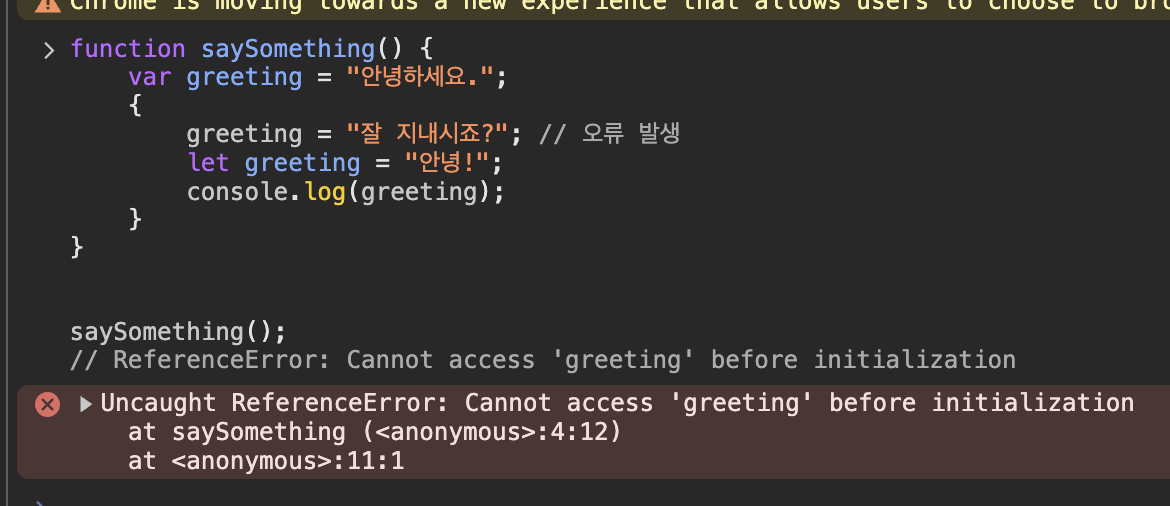 Chrome is moving towards a new experience that allows users to choose to bro
function saySomething() {
var greeting = "안녕하세요.";
{
greeting = "잘 지내시죠?"; // 오류 발생
let greeting = "안녕!";
console.log(greeting);
}
}
saySomething();
// ReferenceError: Cannot access 'greeting' before initialization
Uncaught ReferenceError: Cannot access 'greeting' before initialization
at saySomething (<anonymous>:4:12)
at <anonymous>:11:1